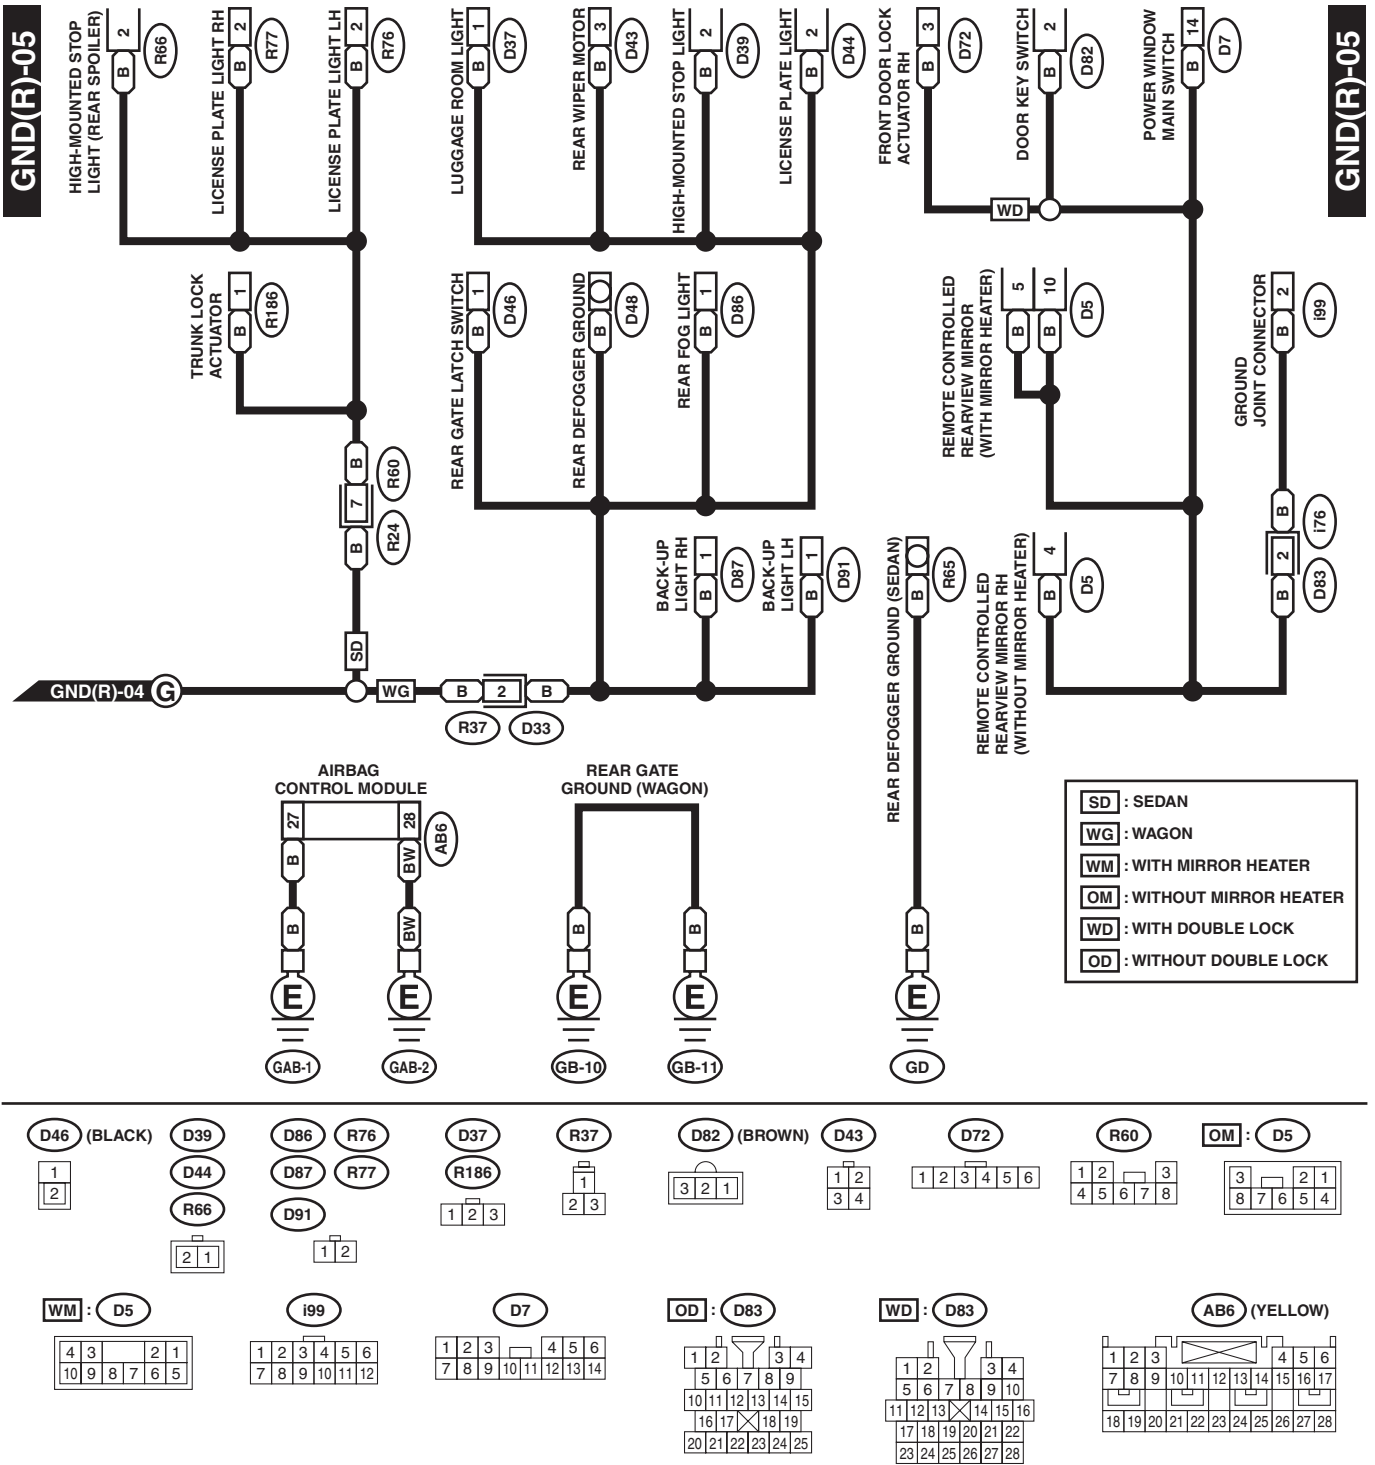 GND(R)-05
GND(R)-05
HIGH-MOUNTED STOP
LIGHT (REAR SPOILER)
2
B
R66
LICENSE PLATE LIGHT RH
2
B
R77
LICENSE PLATE LIGHT LH
2
B
R76
LUGGAGE ROOM LIGHT
1
B
D37
REAR WIPER MOTOR
3
B
D43
HIGH-MOUNTED STOP LIGHT
2
B
D39
LICENSE PLATE LIGHT
2
B
D44
FRONT DOOR LOCK
ACTUATOR RH
3
B
D72
DOOR KEY SWITCH
2
B
D82
POWER WINDOW
MAIN SWITCH
14
B
D7
WD
TRUNK LOCK
ACTUATOR
1
B
R186
REAR GATE LATCH SWITCH
1
B
D46
REAR DEFOGGER GROUND
B
D48
REAR FOG LIGHT
1
B
D86
REMOTE CONTROLLED
REARVIEW MIRROR
(WITH MIRROR HEATER)
5
10
B
B
D5
GROUND
JOINT CONNECTOR
2
B
i99
B
R60
7
R24
B
BACK-UP
LIGHT RH
1
B
D87
BACK-UP
LIGHT LH
1
B
D91
REAR DEFOGGER GROUND (SEDAN)
B
R65
REMOTE CONTROLLED
REARVIEW MIRROR RH
(WITHOUT MIRROR HEATER)
4
B
D5
B
i76
2
D83
B
SD
GND(R)-04
G
WG
B
2
B
R37
D33
AIRBAG
CONTROL MODULE
27
28
AB6
B
BW
B
BW
E
E
GAB-1
GAB-2
REAR GATE
GROUND (WAGON)
B
B
E
E
GB-10
GB-11
B
E
GD
SD : SEDAN
WG : WAGON
WM : WITH MIRROR HEATER
OM : WITHOUT MIRROR HEATER
WD : WITH DOUBLE LOCK
OD : WITHOUT DOUBLE LOCK
D46 (BLACK)
1
2
D39
D44
R66
2 1
D86 R76
D87 R77
D91
1 2
D37
R186
1 2 3
R37
1
2 3
D82 (BROWN)
3 2 1
D43
1 2
3 4
D72
1 2 3 4 5 6
R60
1 2 3
4 5 6 7 8
OM : D5
3 2 1
8 7 6 5 4
WM : D5
4 3 2 1
10 9 8 7 6 5
i99
1 2 3 4 5 6
7 8 9 10 11 12
D7
1 2 3 4 5 6
7 8 9 10 11 12 13 14
OD : D83
1 2 3 4
5 6 7 8 9
10 11 12 13 14 15
16 17 18 19
20 21 22 23 24 25
WD : D83
1 2 3 4
5 6 7 8 9 10
11 12 13 14 15 16
17 18 19 20 21 22
23 24 25 26 27 28
AB6 (YELLOW)
1 2 3 4 5 6
7 8 9 10 11 12 13 14 15 16 17
18 19 20 21 22 23 24 25 26 27 28